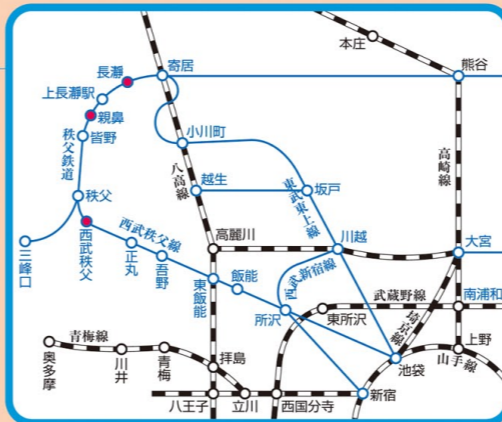 本庄
熊谷
長瀞
寄居
上長瀞駅
親鼻
皆野
秩父鉄道
小川町
八高線
越生
坂戸
東武東上線
高崎線
秩父
西武秩父
西武秩父線
正丸
吾野
三峰口
高麗川
川越
大宮
東飯能
飯能
西武新宿線
武蔵野線
南浦和
所沢
東所沢
埼京線
青梅線
奥多摩
川井
青梅
拝島
池袋
上野
山手線
八王子
立川
西国分寺
新宿